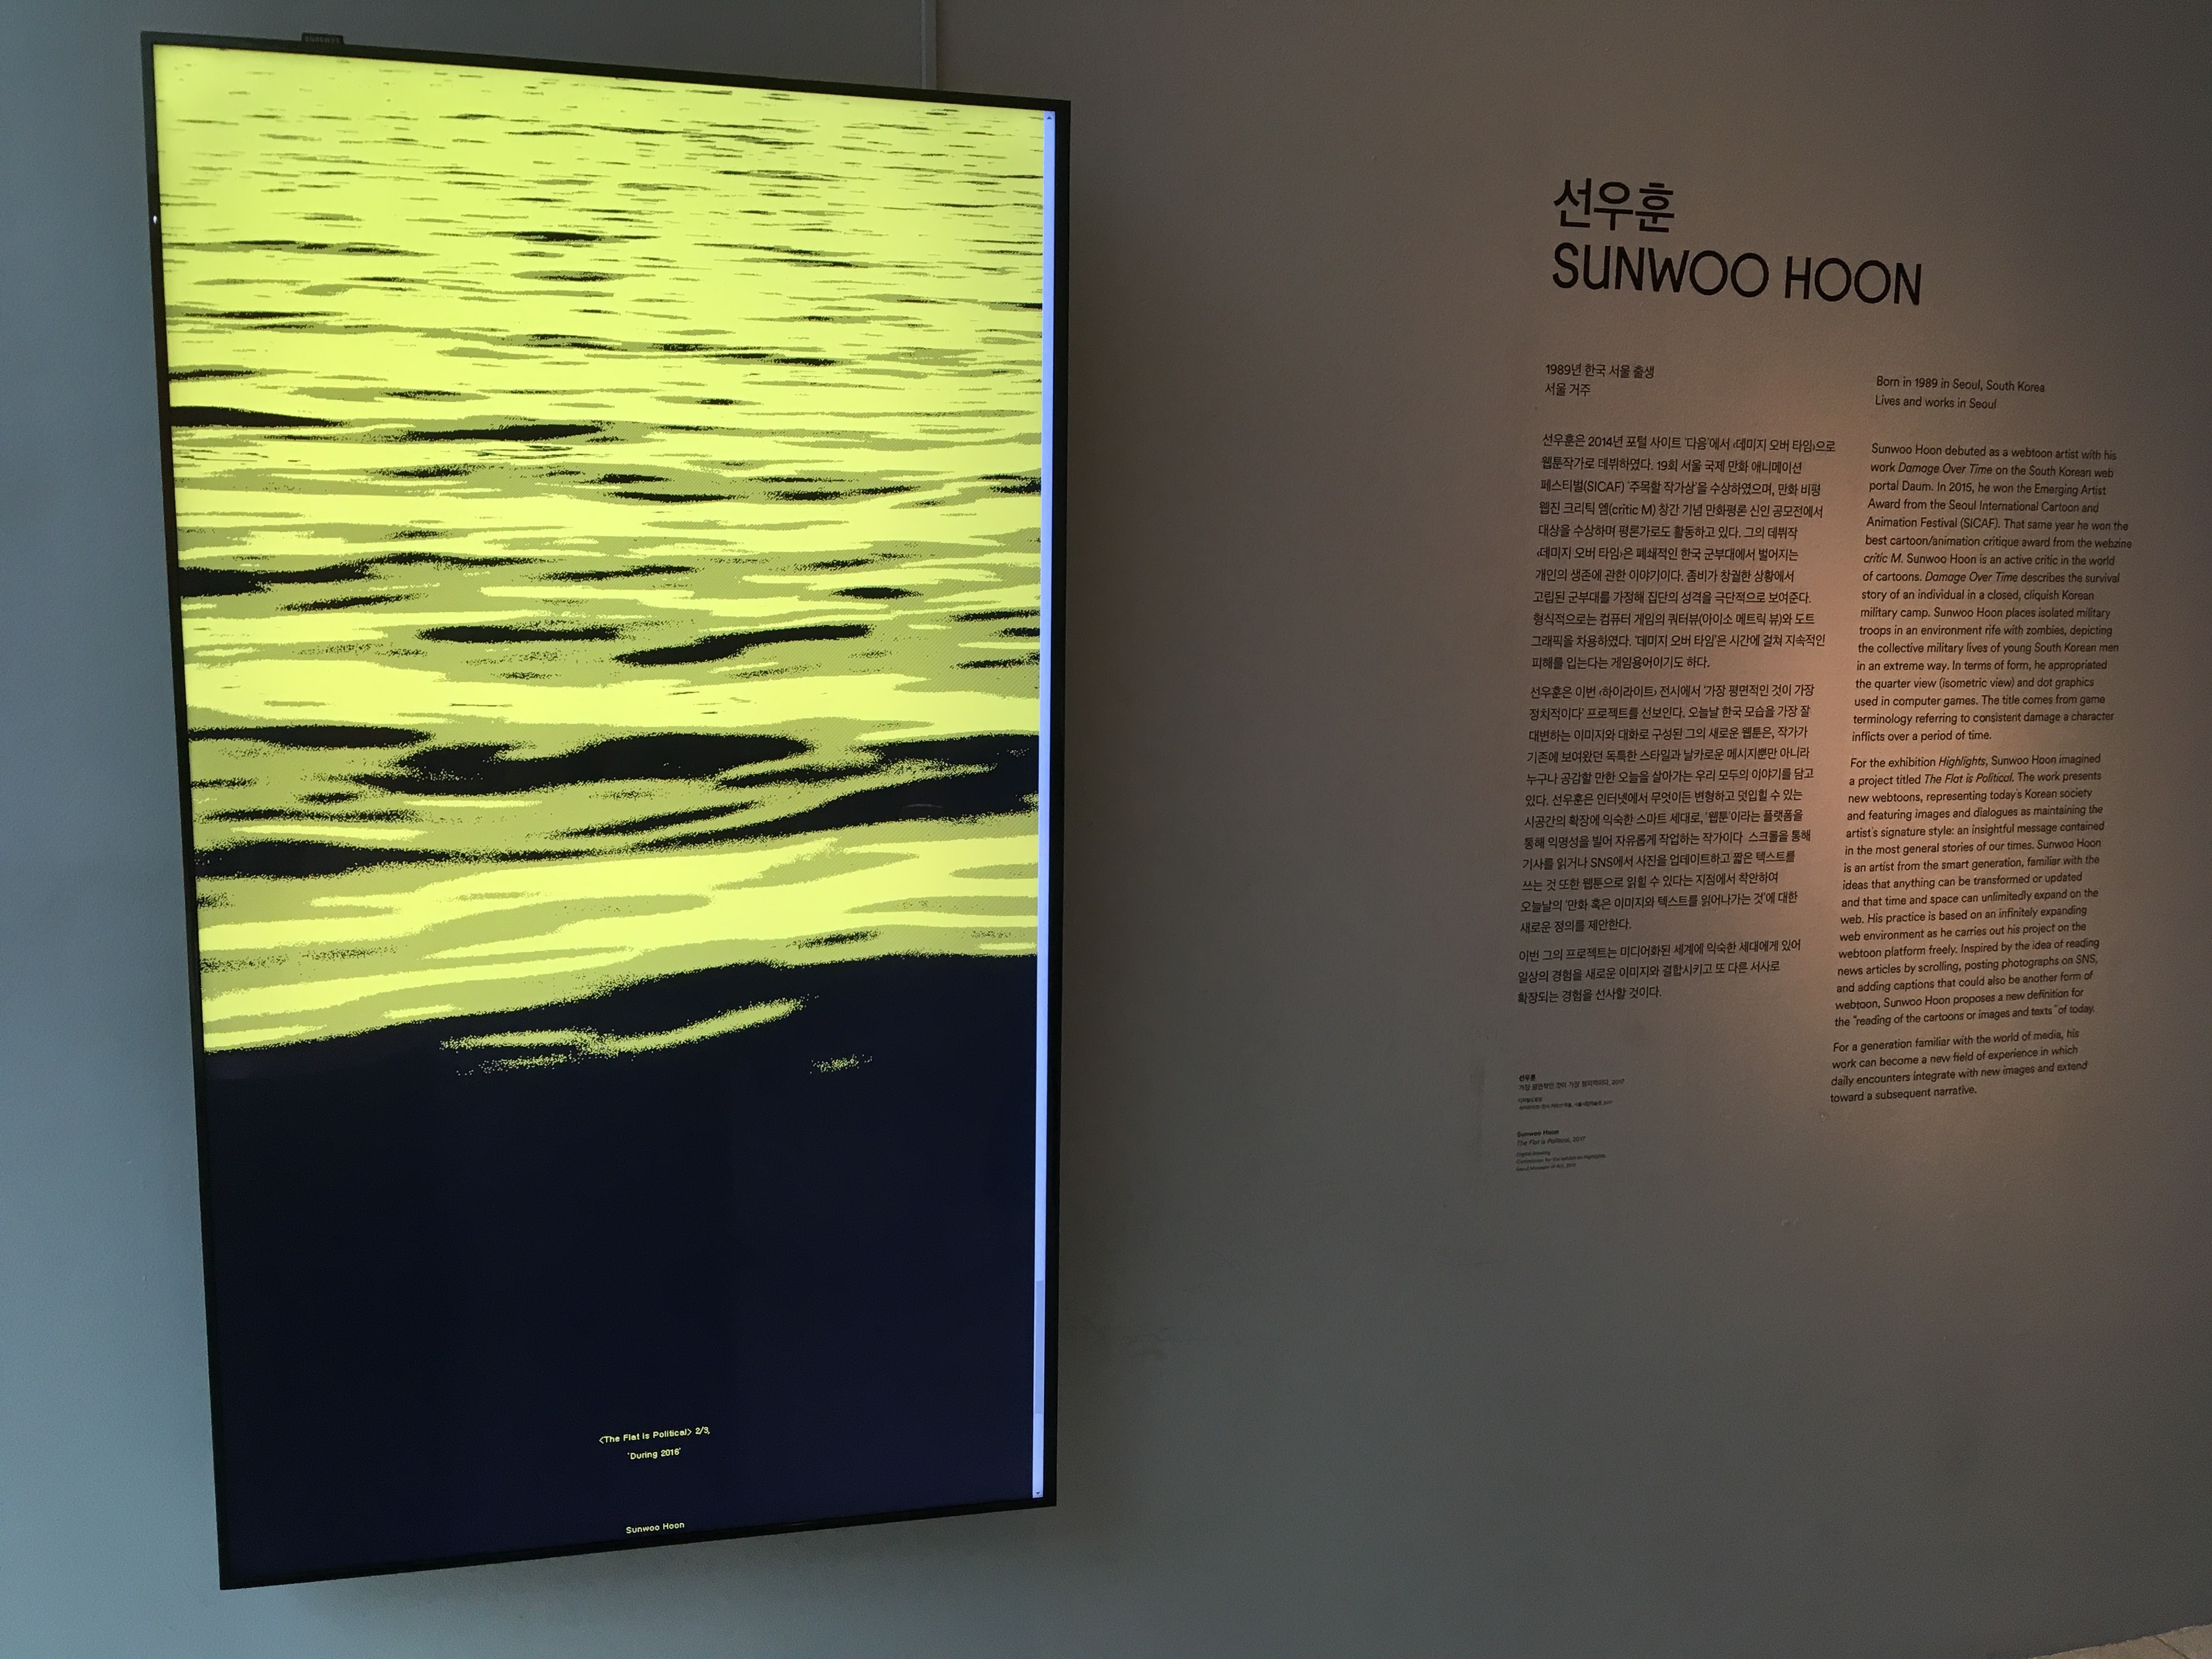 <The Flat is Political> 2/3,
'During 2016'
Sunwoo Hoon
선우훈
SUNWOO HOON
1989년 한국 서울 출생
서울 거주
선우훈은 2014년 포털 사이트 '다음'에서 ‹데미지 오버 타임›으로
웹툰작가로 데뷔하였다. 19회 서울 국제 만화 애니메이션
페스티벌(SICAF) '주목할 작가상'을 수상하였으며, 만화 비평
웹진 크리틱 엠(critic M) 창간 기념 만화평론 신인 공모전에서
대상을 수상하며 평론가로도 활동하고 있다. 그의 데뷔작
‹데미지 오버 타임›은 폐쇄적인 한국 군부대에서 벌어지는
개인의 생존에 관한 이야기이다. 좀비가 창궐한 상황에서
고립된 군부대를 가정해 집단의 성격을 극단적으로 보여준다.
형식적으로는 컴퓨터 게임의 쿼터뷰(아이소 메트릭 뷰)와 도트
그래픽을 차용하였다. '데미지 오버 타임'은 시간에 걸쳐 지속적인
피해를 입는다는 게임용어이기도 하다.
선우훈은 이번 ‹하이라이트› 전시에서 '가장 평면적인 것이 가장
정치적이다' 프로젝트를 선보인다. 오늘날 한국 모습을 가장 잘
대변하는 이미지와 대화로 구성된 그의 새로운 웹툰은, 작가가
기존에 보여왔던 독특한 스타일과 날카로운 메시지뿐만 아니라
누구나 공감할 만한 오늘을 살아가는 우리 모두의 이야기를 담고
있다. 선우훈은 인터넷에서 무엇이든 변형하고 덧입힐 수 있는
시공간의 확장에 익숙한 스마트 세대로, '웹툰'이라는 플랫폼을
통해 익명성을 빌어 자유롭게 작업하는 작가이다 스크롤을 통해
기사를 읽거나 SNS에서 사진을 업데이트하고 짧은 텍스트를
쓰는 것 또한 웹툰으로 읽힐 수 있다는 지점에서 착안하여
오늘날의 '만화 혹은 이미지와 텍스트를 읽어나가는 것'에 대한
새로운 정의를 제안한다.
이번 그의 프로젝트는 미디어화된 세계에 익숙한 세대에게 있어
일상의 경험을 새로운 이미지와 결합시키고 또 다른 서사로
확장되는 경험을 선사할 것이다.
선우훈
가장 평면적인 것이 가장 정치적이다, 2017
Sunwoo Hoon
The Flat is Political, 2017
Digital drawing
Commission for the exhibition Highlights,
Seoul Museum of Art, 2017
Born in 1989 in Seoul, South Korea
Lives and works in Seoul
Sunwoo Hoon debuted as a webtoon artist with his
work Damage Over Time on the South Korean web
portal Daum. In 2015, he won the Emerging Artist
Award from the Seoul International Cartoon and
Animation Festival (SICAF). That same year he won the
best cartoon/animation critique award from the webzine
critic M. Sunwoo Hoon is an active critic in the world
of cartoons. Damage Over Time describes the survival
story of an individual in a closed, cliquish Korean
military camp. Sunwoo Hoon places isolated military
troops in an environment rife with zombies, depicting
the collective military lives of young South Korean men
in an extreme way. In terms of form, he appropriated
the quarter view (isometric view) and dot graphics
used in computer games. The title comes from game
terminology referring to consistent damage a character
inflicts over a period of time.
For the exhibition Highlights, Sunwoo Hoon imagined
a project titled The Flat is Political. The work presents
new webtoons, representing today's Korean society
and featuring images and dialogues as maintaining the
artist's signature style: an insightful message contained
in the most general stories of our times. Sunwoo Hoon
is an artist from the smart generation, familiar with the
ideas that anything can be transformed or updated
and that time and space can unlimitedly expand on the
web. His practice is based on an infinitely expanding
web environment as he carries out his project on the
webtoon platform freely. Inspired by the idea of reading
news articles by scrolling, posting photographs on SNS,
and adding captions that could also be another form of
webtoon, Sunwoo Hoon proposes a new definition for
the "reading of the cartoons or images and texts" of today.
For a generation familiar with the world of media, his
work can become a new field of experience in which
daily encounters integrate with new images and extend
toward a subsequent narrative.